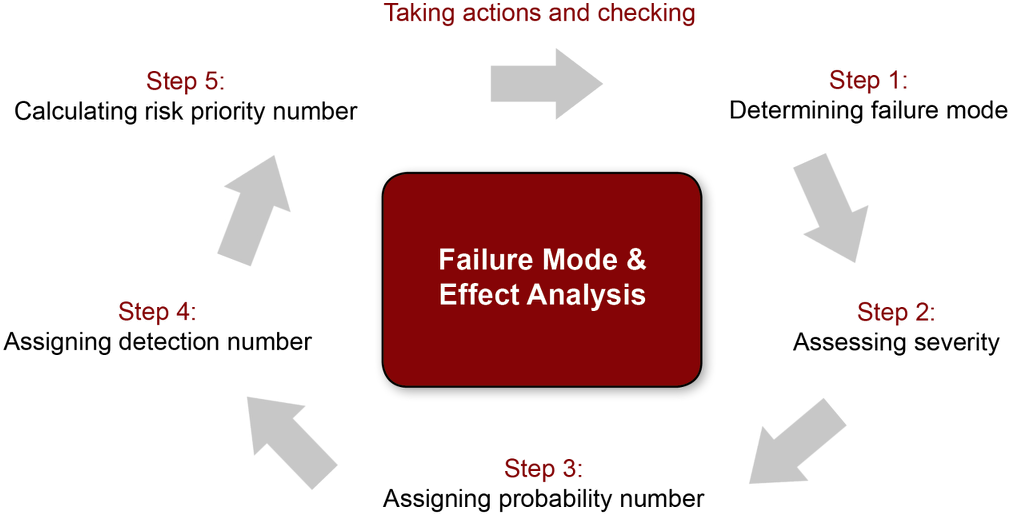 Taking actions and checking
Step 1:
Determining failure mode
Step 2:
Assessing severity
Step 3:
Assigning probability number
Step 4:
Assigning detection number
Step 5:
Calculating risk priority number
Failure Mode &
Effect Analysis